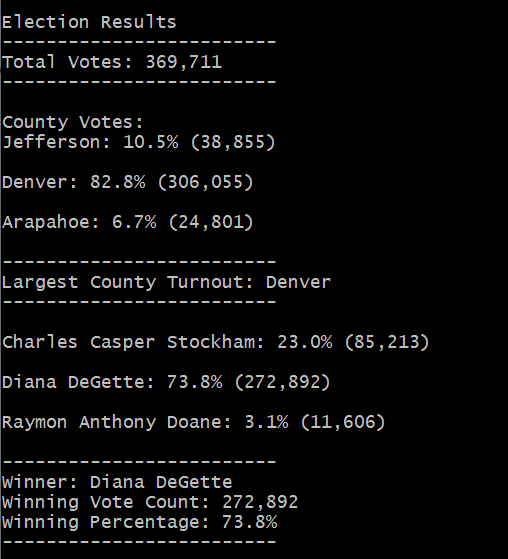 Election Results
-------------------------
Total Votes: 369,711
-------------------------
County Votes:
Jefferson: 10.5% (38,855)
Denver: 82.8% (306,055)
Arapahoe: 6.7% (24,801)
-------------------------
Largest County Turnout: Denver
-------------------------
Charles Casper Stockham: 23.0% (85,213)
Diana DeGette: 73.8% (272,892)
Raymon Anthony Doane: 3.1% (11,606)
-------------------------
Winner: Diana DeGette
Winning Vote Count: 272,892
Winning Percentage: 73.8%
-------------------------